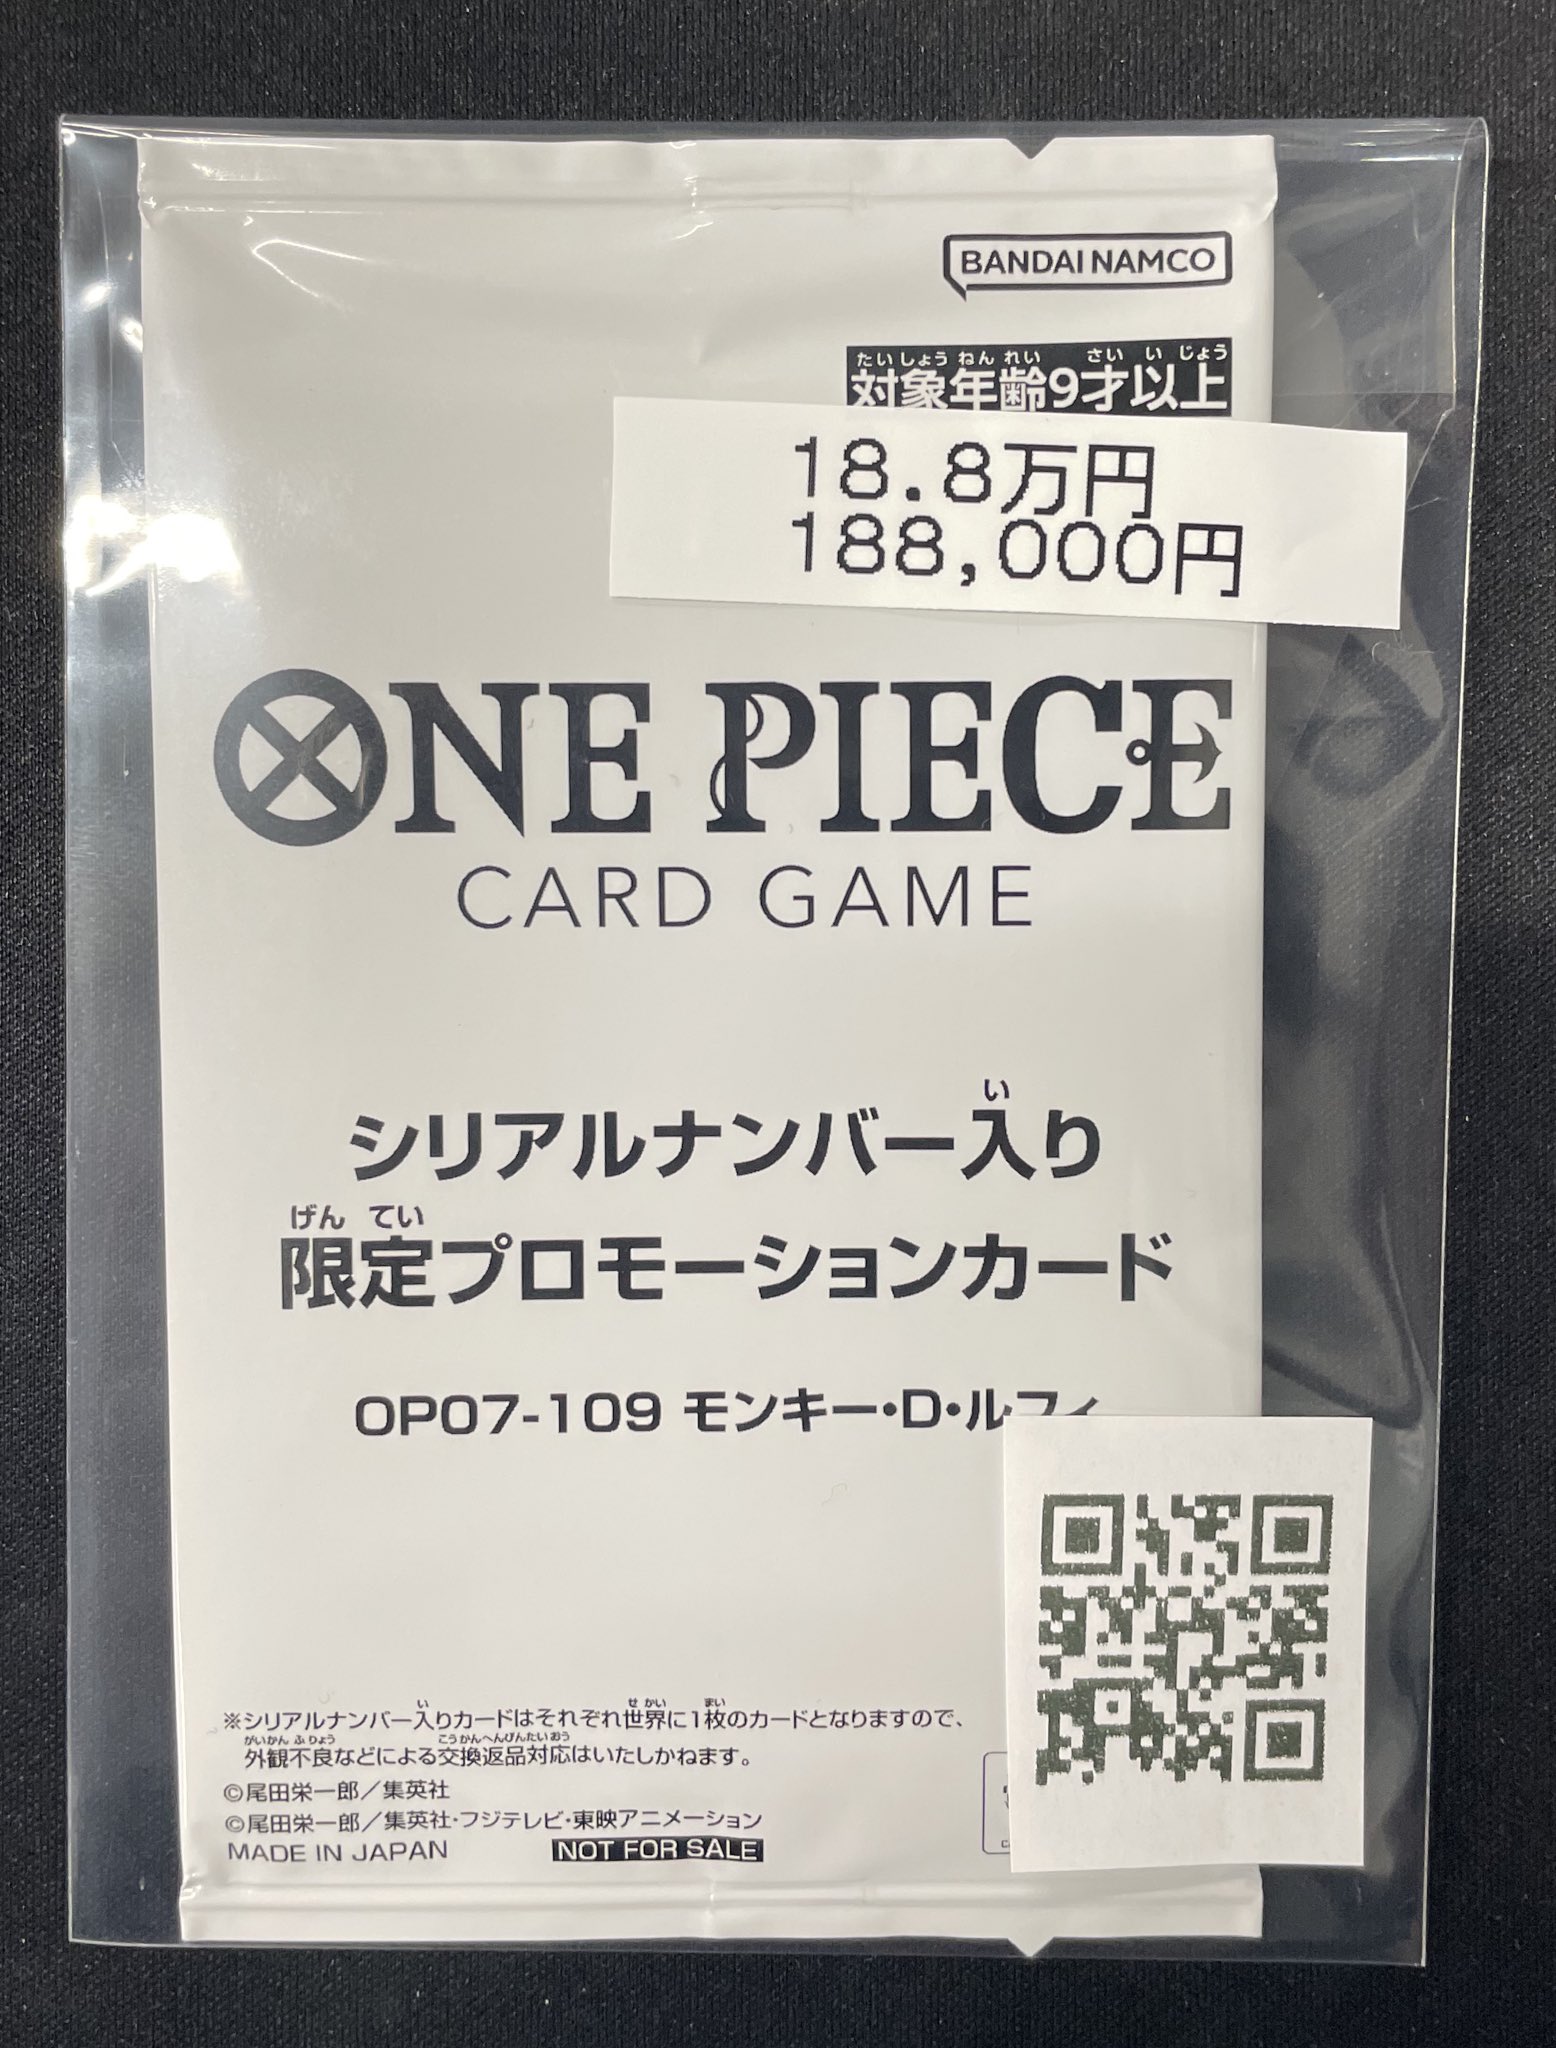 BANDAI NAMCO
たいしょうねんれい さいいじょう
対象年齢9才以上
18.8万円
188,000円
ONE PIECE
CARD GAME
い
シリアルナンバー入り
げんてい
限定プロモーションカード
OP07-109 モンキー・D・ルフィ
い せかい まい
※シリアルナンバー入りカードはそれぞれ世界に1枚のカードとなりますので、
がいかんふりょう こうかんへんぴんたいおう
外観不良などによる交換返品対応はいたしかねます。
©尾田栄一郎／集英社
©尾田栄一郎／集英社・フジテレビ・東映アニメーション
MADE IN JAPAN NOT FOR SALE